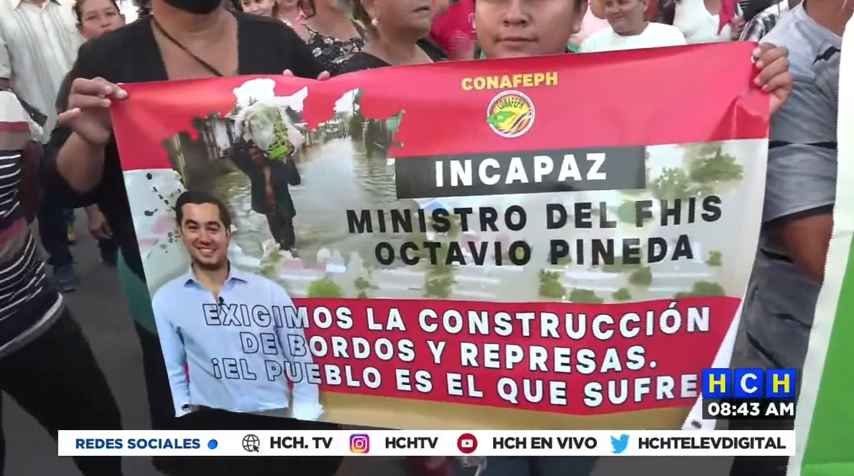 CONAFEPH
CONAFEPH
INCAPAZ
MINISTRO DEL FHIS
OCTAVIO PINEDA
EXIGIMOS LA CONSTRUCCIÓN
DE BORDOS Y REPRESAS.
¡EL PUEBLO ES EL QUE SUFRE
HCH
08:43 AM
REDES SOCIALES HCH. TV HCHTV HCH EN VIVO HCHTELEVDIGITAL